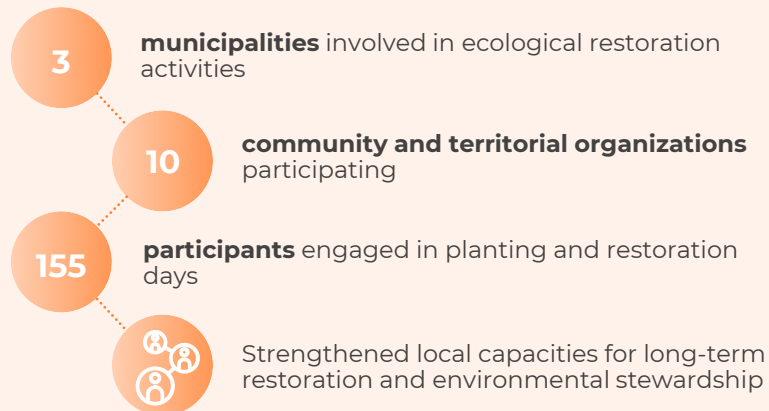 3
municipalities involved in ecological restoration
activities
10
community and territorial organizations
participating
155
participants engaged in planting and restoration
days
Strengthened local capacities for long-term
restoration and environmental stewardship